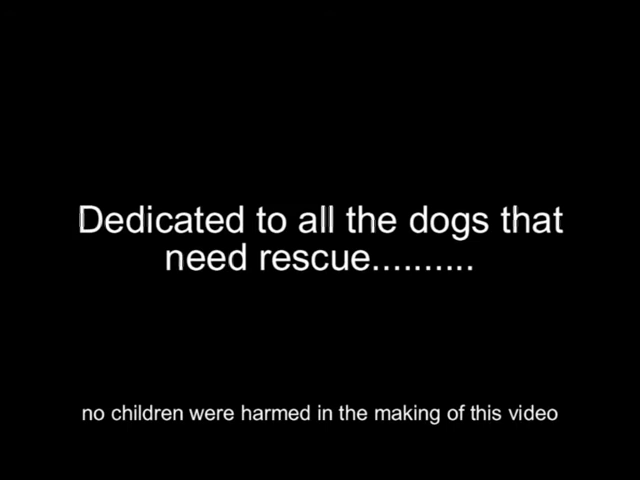 Dedicated to all the dogs that
need rescue..........
no children were harmed in the making of this video